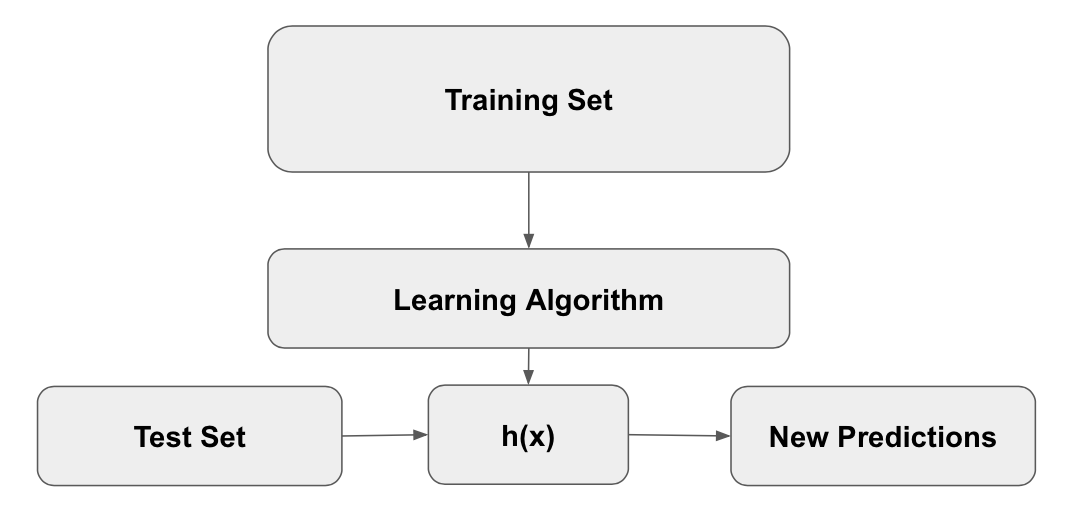 Training Set
Learning Algorithm
Test Set
h(x)
New Predictions